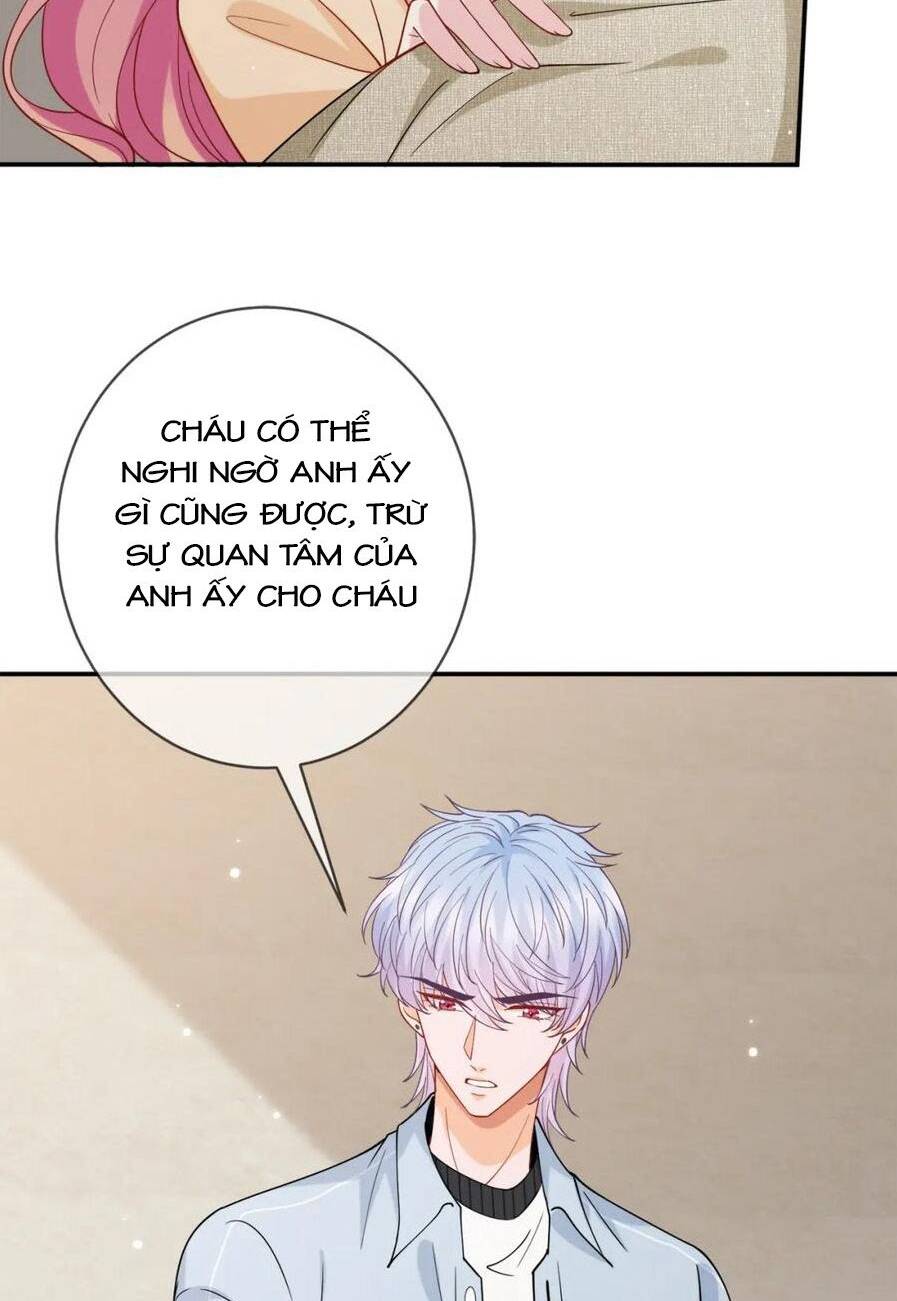 CHÁU CÓ THỂ
NGHI NGỜ ANH ẤY
GÌ CŨNG ĐƯỢC, TRỪ
SỰ QUAN TÂM CỦA
ANH ẤY CHO CHÁU